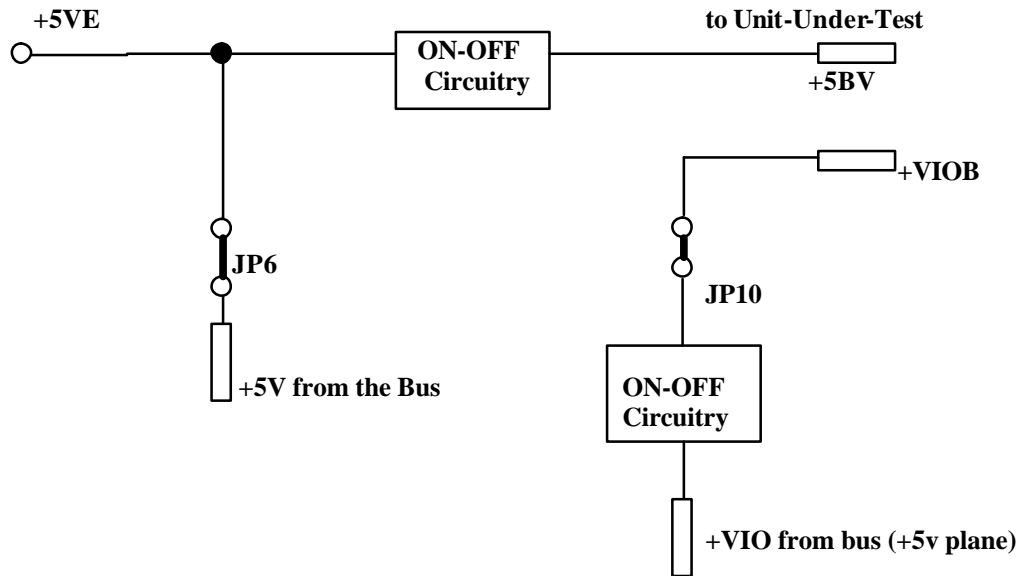 +5VE
to Unit-Under-Test
ON-OFF
Circuitry
+5BV
+VIOB
JP6
JP10
+5V from the Bus
ON-OFF
Circuitry
+VIO from bus (+5v plane)